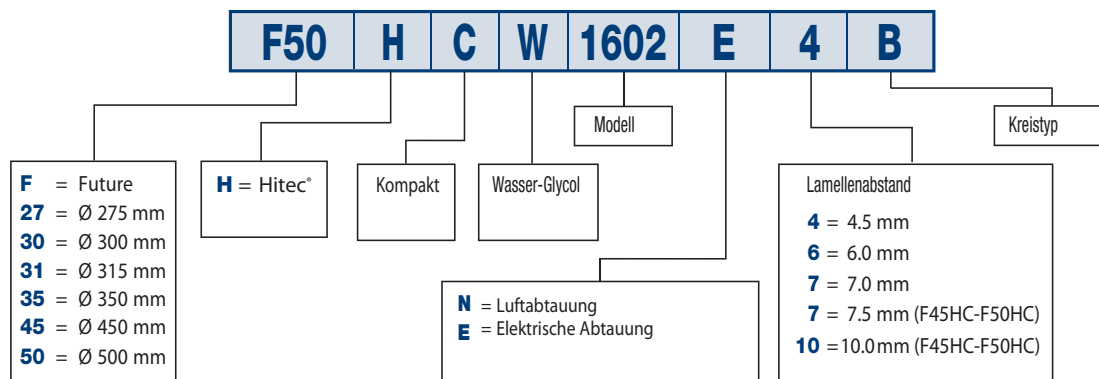 F50 H C W 1602 E 4 B
Modell
Kreistyp
F = Future
27 = Ø 275 mm
30 = Ø 300 mm
31 = Ø 315 mm
35 = Ø 350 mm
45 = Ø 450 mm
50 = Ø 500 mm
H = Hitec®
Kompakt
Wasser-Glycol
N = Luftabtauung
E = Elektrische Abtauung
Lamellenabstand
4 = 4.5 mm
6 = 6.0 mm
7 = 7.0 mm
7 = 7.5 mm (F45HC-F50HC)
10 =10.0 mm (F45HC-F50HC)